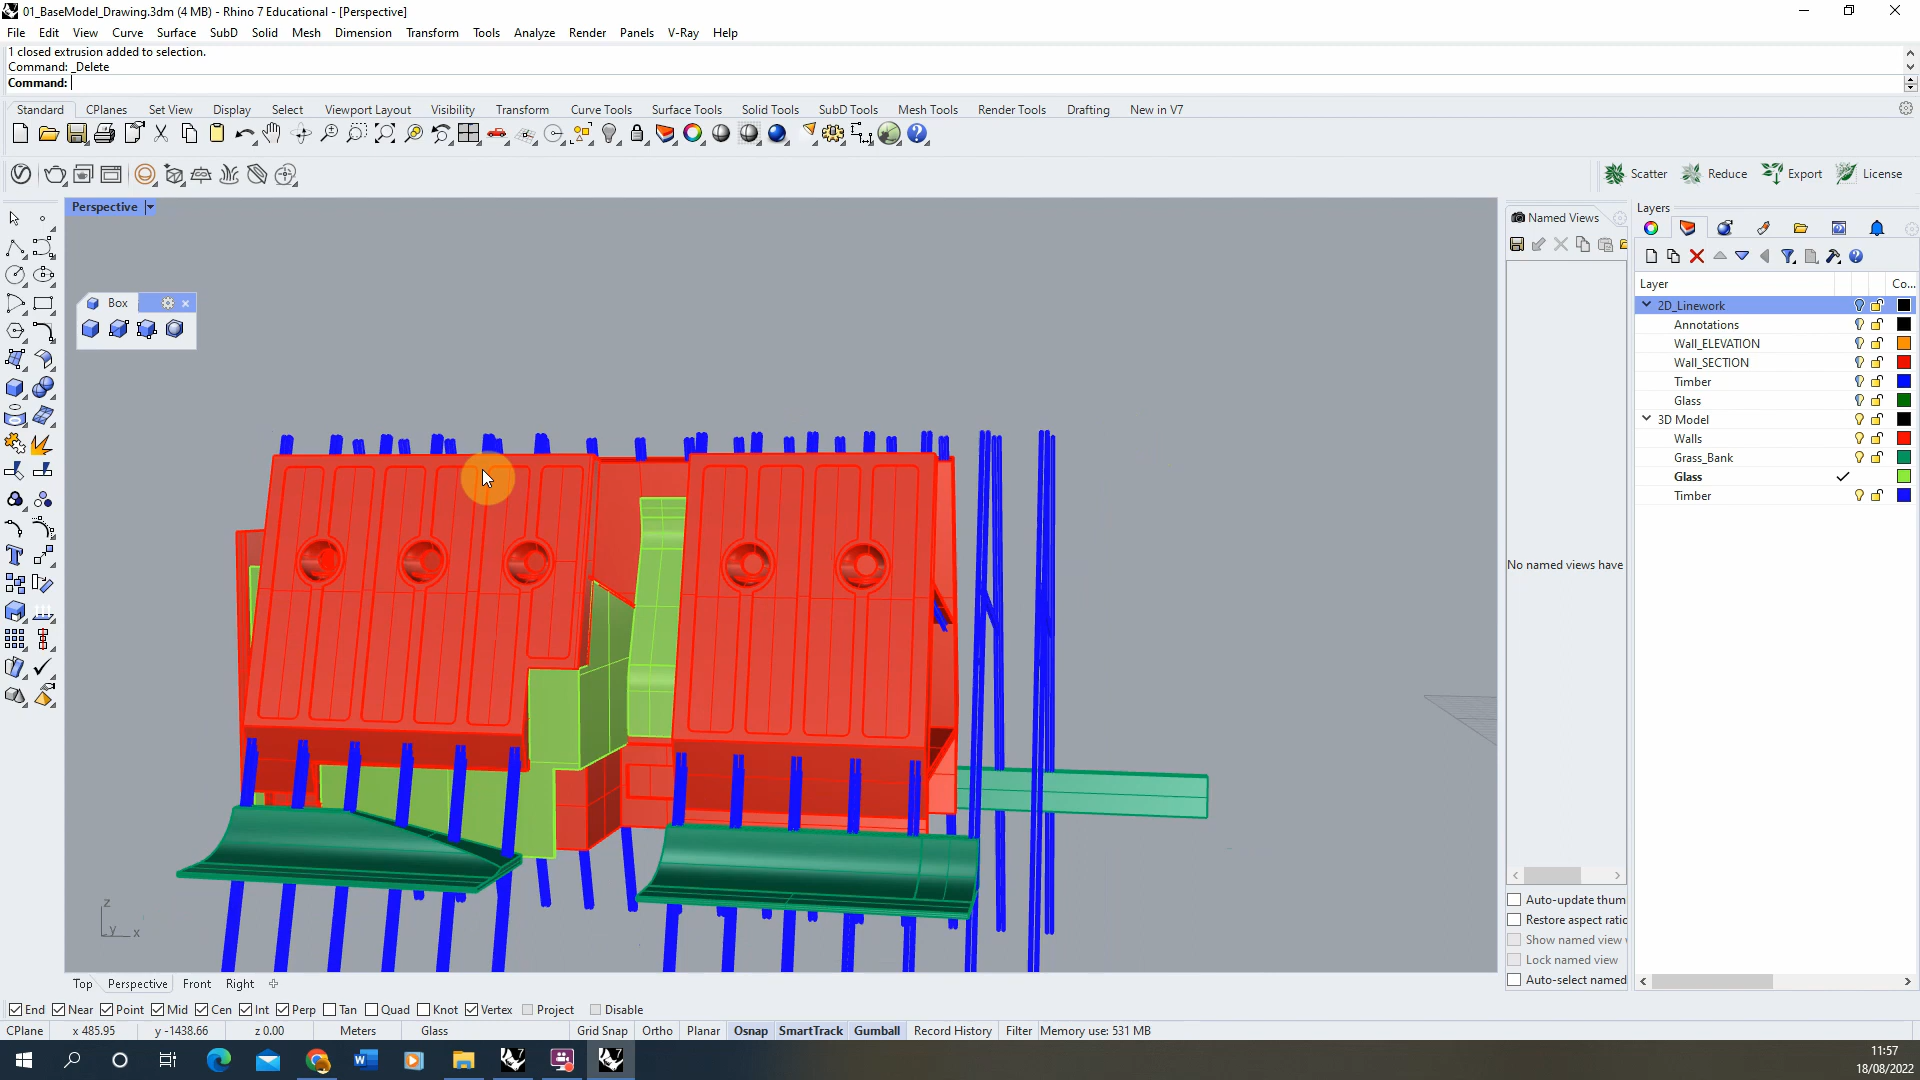 01_BaseModel_Drawing.3dm (4 MB) - Rhino 7 Educational - [Perspective]
File Edit View Curve Surface SubD Solid Mesh Dimension Transform Tools Analyze Render Panels V-Ray Help
1 closed extrusion added to selection.
Command: _Delete
Command:
Standard CPlanes Set View Display Select Viewport Layout Visibility Transform Curve Tools Surface Tools Solid Tools SubD Tools Mesh Tools Render Tools Drafting New in V7
Scatter Reduce Export License
Perspective
Named Views
Layers
Box
Layer Co...
2D_Linework
Annotations
Wall_ELEVATION
Wall_SECTION
Timber
Glass
3D Model
Walls
Grass_Bank
Glass
Timber
No named views have
Auto-update thum
Restore aspect ratio
Show named view
Lock named view
Auto-select named
z
y x
Top Perspective Front Right
End Near Point Mid Cen Int Perp Tan Quad Knot Vertex Project Disable
CPlane x 485.95 y -1438.66 z 0.00 Meters Glass Grid Snap Ortho Planar Osnap SmartTrack Gumball Record History Filter Memory use: 531 MB
11:57
18/08/2022